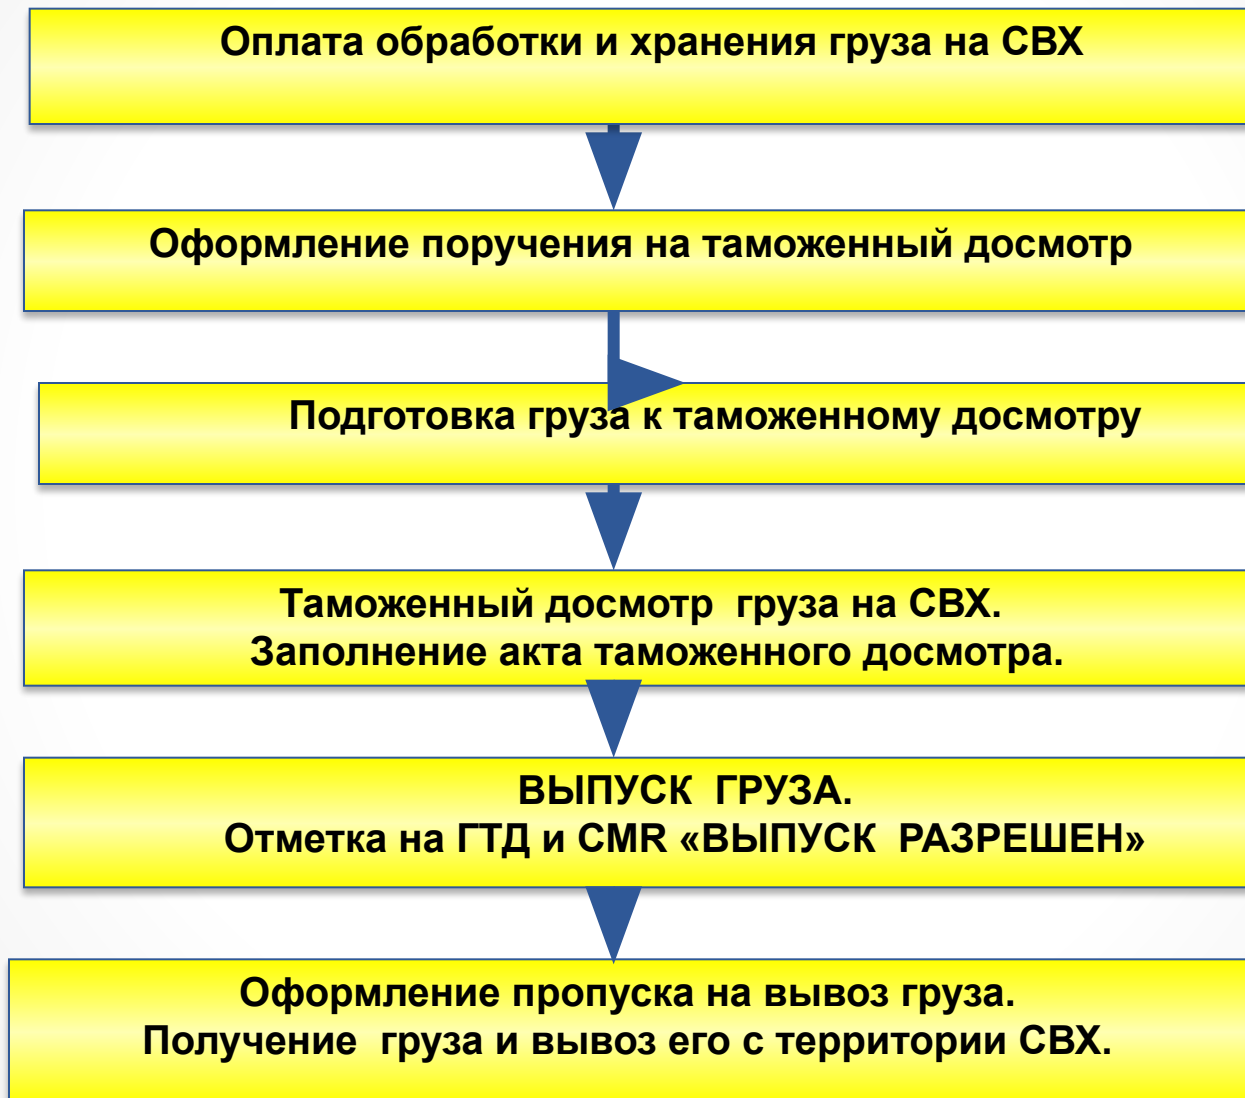 Оплата обработки и хранения груза на СВХ
Оформление поручения на таможенный досмотр
Подготовка груза к таможенному досмотру
Таможенный досмотр груза на СВХ.
Заполнение акта таможенного досмотра.
ВЫПУСК ГРУЗА.
Отметка на ГТД и CMR «ВЫПУСК РАЗРЕШЕН»
Оформление пропуска на вывоз груза.
Получение груза и вывоз его с территории СВХ.